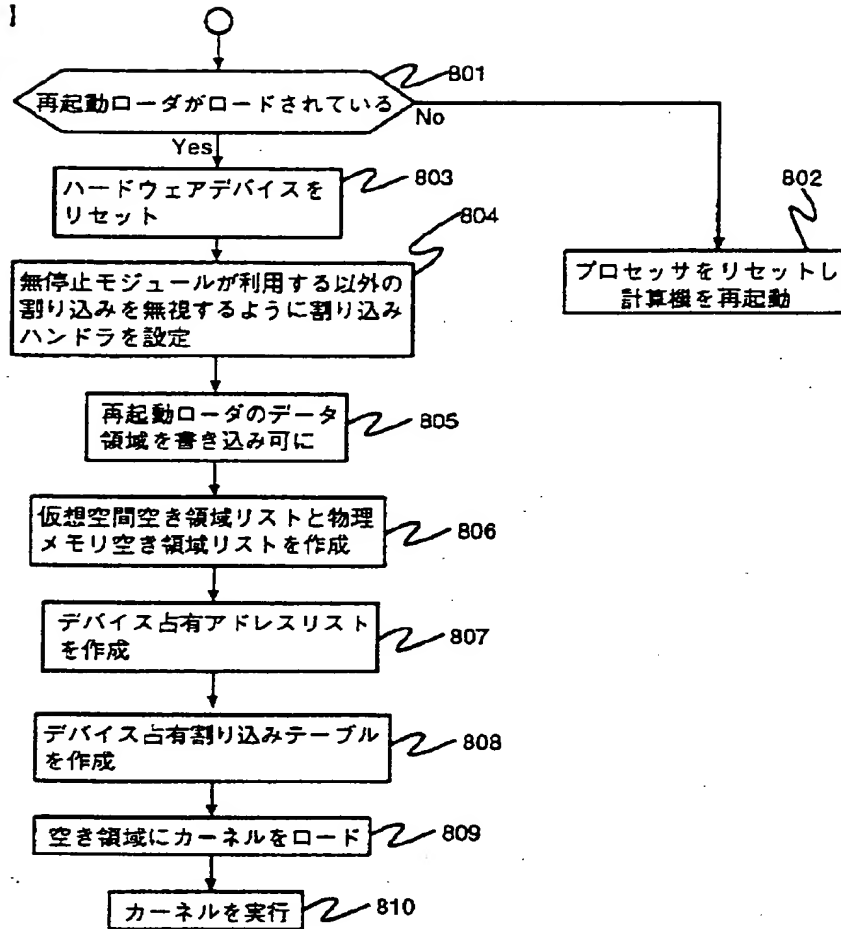 】
801
再起動ローダがロードされている
No
Yes
ハードウェアデバイスを
リセット
803
802
プロセッサをリセットし
計算機を再起動
804
無停止モジュールが利用する以外の
割り込みを無視するように割り込み
ハンドラを設定
再起動ローダのデータ
領域を書き込み可に
805
仮想空間空き領域リストと物理
メモリ空き領域リストを作成
806
デバイス占有アドレスリスト
を作成
807
デバイス占有割り込みテーブル
を作成
808
空き領域にカーネルをロード
809
カーネルを実行
810